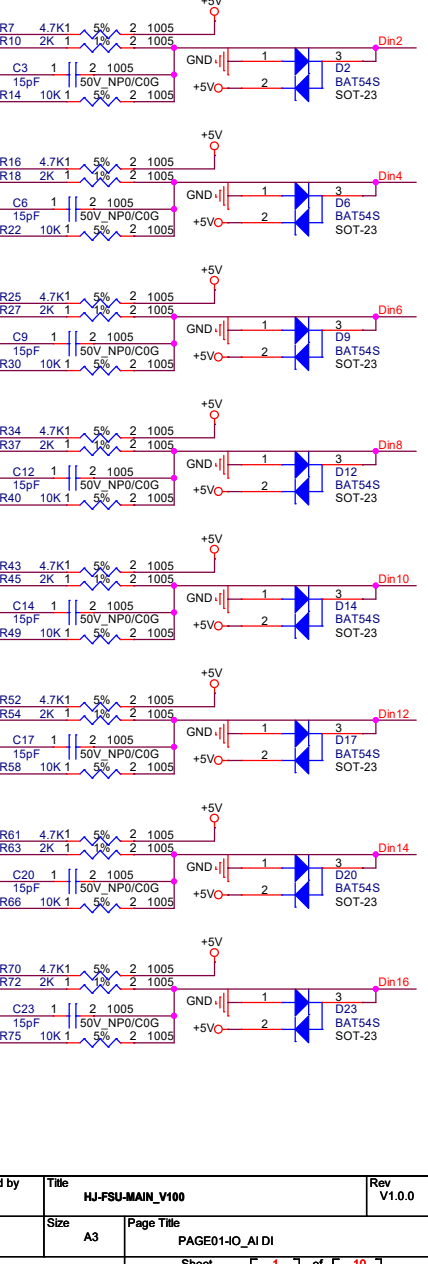 +5V
R7 4.7K 1 5% 2 1005
R10 2K 1 1% 2 1005 Din2
GND 1 3
C3 1 2 1005 D2
15pF 50V_NP0/C0G +5V 2 BAT54S
R14 10K 1 5% 2 1005 SOT-23
+5V
R16 4.7K 1 5% 2 1005
R18 2K 1 1% 2 1005 Din4
GND 1 3
C6 1 2 1005 D6
15pF 50V_NP0/C0G +5V 2 BAT54S
R22 10K 1 5% 2 1005 SOT-23
+5V
R25 4.7K 1 5% 2 1005
R27 2K 1 1% 2 1005 Din6
GND 1 3
C9 1 2 1005 D9
15pF 50V_NP0/C0G +5V 2 BAT54S
R30 10K 1 5% 2 1005 SOT-23
+5V
R34 4.7K 1 5% 2 1005
R37 2K 1 1% 2 1005 Din8
GND 1 3
C12 1 2 1005 D12
15pF 50V_NP0/C0G +5V 2 BAT54S
R40 10K 1 5% 2 1005 SOT-23
+5V
R43 4.7K 1 5% 2 1005
R45 2K 1 1% 2 1005 Din10
GND 1 3
C14 1 2 1005 D14
15pF 50V_NP0/C0G +5V 2 BAT54S
R49 10K 1 5% 2 1005 SOT-23
+5V
R52 4.7K 1 5% 2 1005
R54 2K 1 1% 2 1005 Din12
GND 1 3
C17 1 2 1005 D17
15pF 50V_NP0/C0G +5V 2 BAT54S
R58 10K 1 5% 2 1005 SOT-23
+5V
R61 4.7K 1 5% 2 1005
R63 2K 1 1% 2 1005 Din14
GND 1 3
C20 1 2 1005 D20
15pF 50V_NP0/C0G +5V 2 BAT54S
R66 10K 1 5% 2 1005 SOT-23
+5V
R70 4.7K 1 5% 2 1005
R72 2K 1 1% 2 1005 Din16
GND 1 3
C23 1 2 1005 D23
15pF 50V_NP0/C0G +5V 2 BAT54S
R75 10K 1 5% 2 1005 SOT-23
by Title Rev
HJ-FSU-MAIN_V100 V1.0.0
Size Page Title
A3 PAGE01-IO_AI DI
Sheet 1 of 10